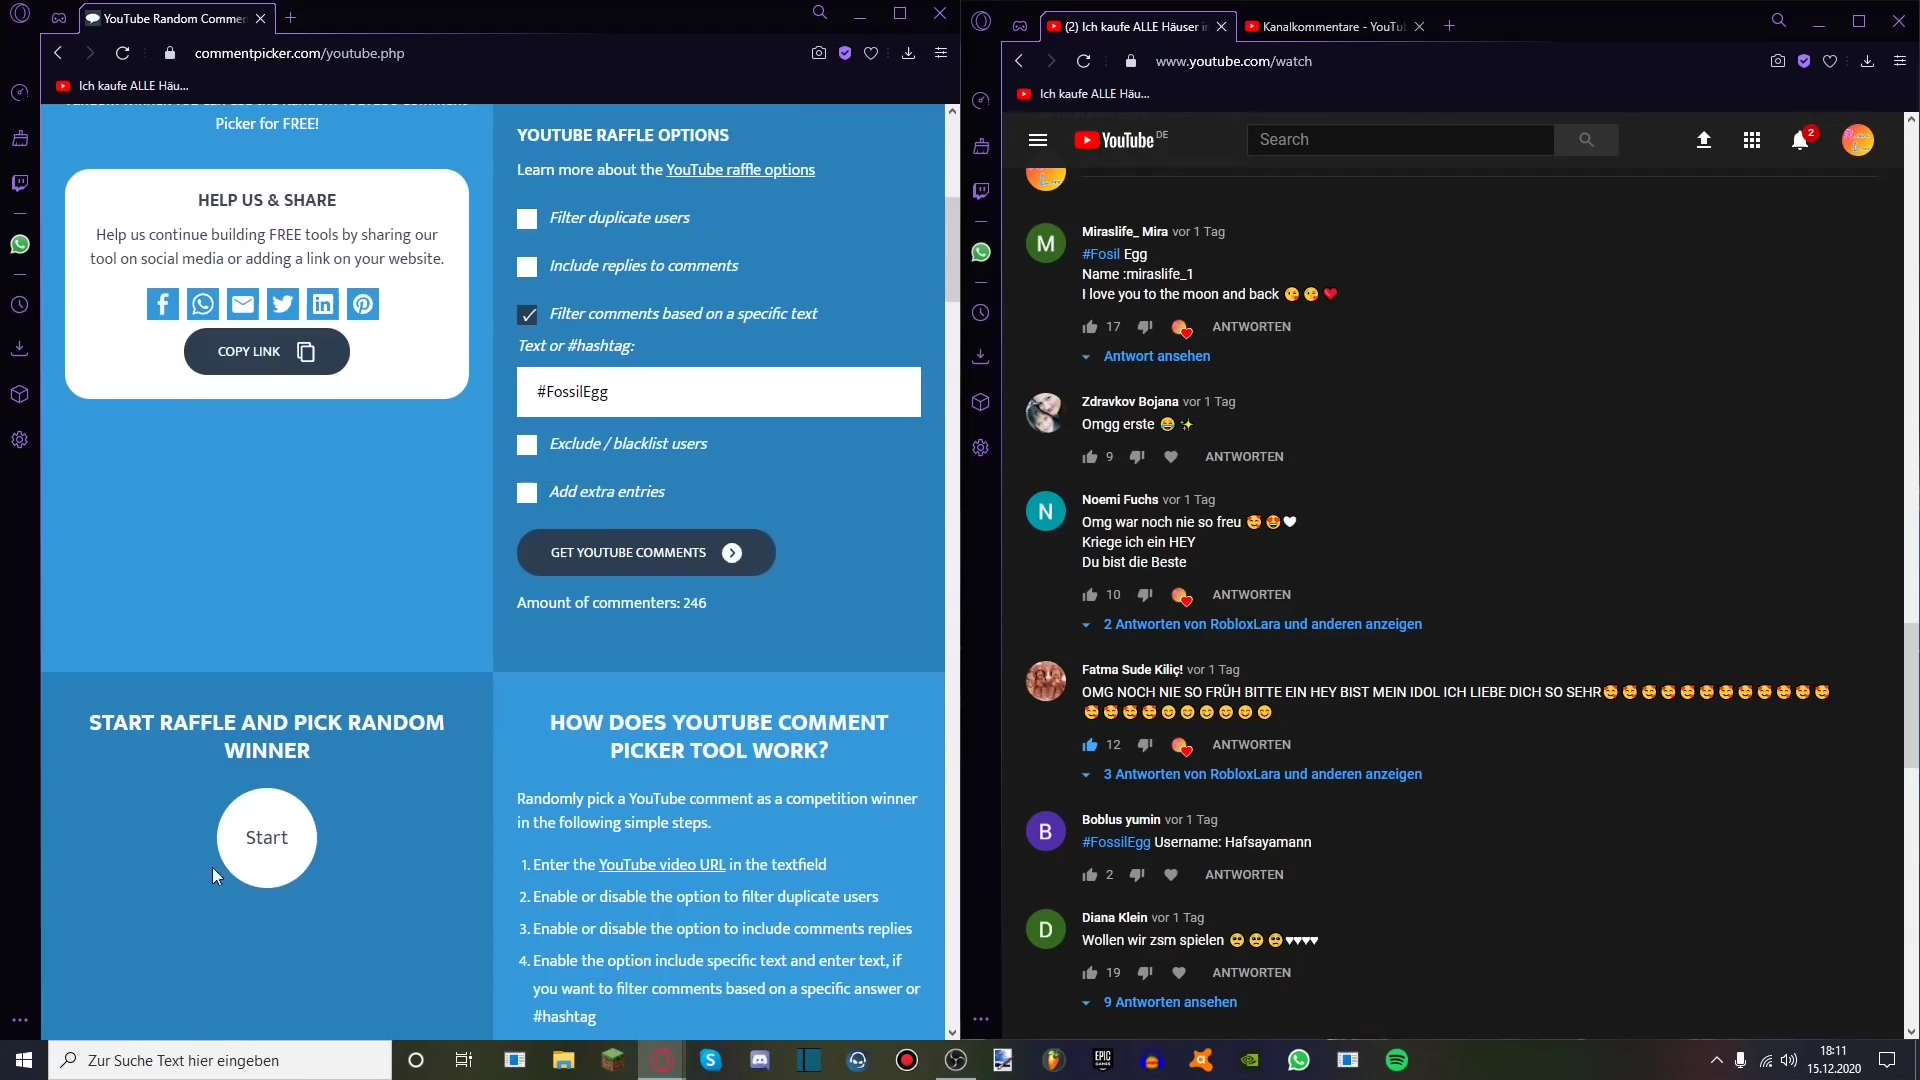 YouTube Random Commen
commentpicker.com/youtube.php
Ich kaufe ALLE Häu...
Picker for FREE!
HELP US & SHARE
Help us continue building FREE tools by sharing our
tool on social media or adding a link on your website.
COPY LINK
YOUTUBE RAFFLE OPTIONS
Learn more about the YouTube raffle options
Filter duplicate users
Include replies to comments
Filter comments based on a specific text
Text or #hashtag:
#FossilEgg
Exclude / blacklist users
Add extra entries
GET YOUTUBE COMMENTS
Amount of commenters: 246
START RAFFLE AND PICK RANDOM
WINNER
Start
HOW DOES YOUTUBE COMMENT
PICKER TOOL WORK?
Randomly pick a YouTube comment as a competition winner
in the following simple steps.
1. Enter the YouTube video URL in the textfield
2. Enable or disable the option to filter duplicate users
3. Enable or disable the option to include comments replies
4. Enable the option include specific text and enter text, if
you want to filter comments based on a specific answer or
#hashtag
(2) Ich kaufe ALLE Häuser in
Kanalkommentare - YouTu
www.youtube.com/watch
Ich kaufe ALLE Häu...
YouTube DE
Search
2
M
Miraslife_ Mira vor 1 Tag
#Fosil Egg
Name :miraslife_1
I love you to the moon and back 😘 😘 ❤️
17 ANTWORTEN
Antwort ansehen
Zdravkov Bojana vor 1 Tag
Omgg erste 😂 ✨
9 ANTWORTEN
N
Noemi Fuchs vor 1 Tag
Omg war noch nie so freu 🥰 😍🤍
Kriege ich ein HEY
Du bist die Beste
10 ANTWORTEN
2 Antworten von RobloxLara und anderen anzeigen
Fatma Sude Kiliç! vor 1 Tag
OMG NOCH NIE SO FRÜH BITTE EIN HEY BIST MEIN IDOL ICH LIEBE DICH SO SEHR🥰🥰🥰🥰🥰🥰🥰🥰🥰🥰🥰🥰
🥰🥰🥰🥰😊😊😊😊😊😊
12 ANTWORTEN
3 Antworten von RobloxLara und anderen anzeigen
B
Boblus yumin vor 1 Tag
#FossilEgg Username: Hafsayamann
2 ANTWORTEN
D
Diana Klein vor 1 Tag
Wollen wir zsm spielen 🥺 🥺 🥺♥♥♥♥
19 ANTWORTEN
9 Antworten ansehen
Zur Suche Text hier eingeben
EPIC GAMES
18:11
15.12.2020